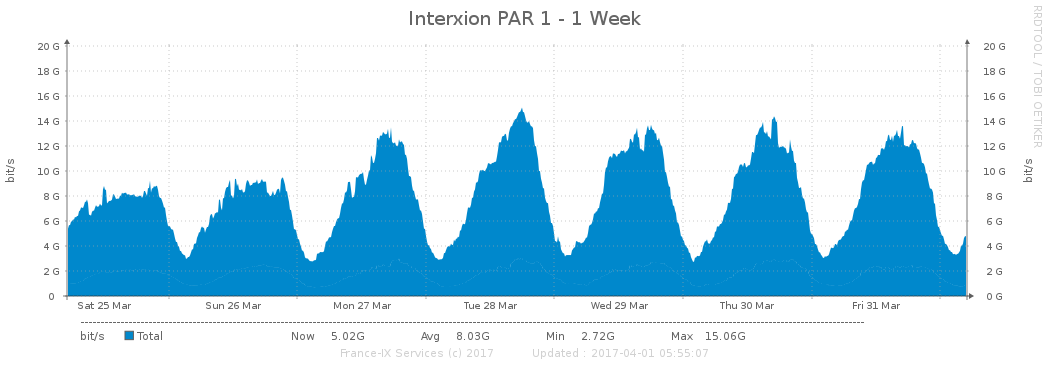 Interxion PAR 1 - 1 Week
RRDTOOL / TOBI OETIKER
bit/s
bit/s
20 G 20 G
18 G 18 G
16 G 16 G
14 G 14 G
12 G 12 G
10 G 10 G
8 G 8 G
6 G 6 G
4 G 4 G
2 G 2 G
0 0 G
Sat 25 Mar Sun 26 Mar Mon 27 Mar Tue 28 Mar Wed 29 Mar Thu 30 Mar Fri 31 Mar
bit/s Total Now 5.02G Avg 8.03G Min 2.72G Max 15.06G
France-IX Services (c) 2017 Updated : 2017-04-01 05:55:07